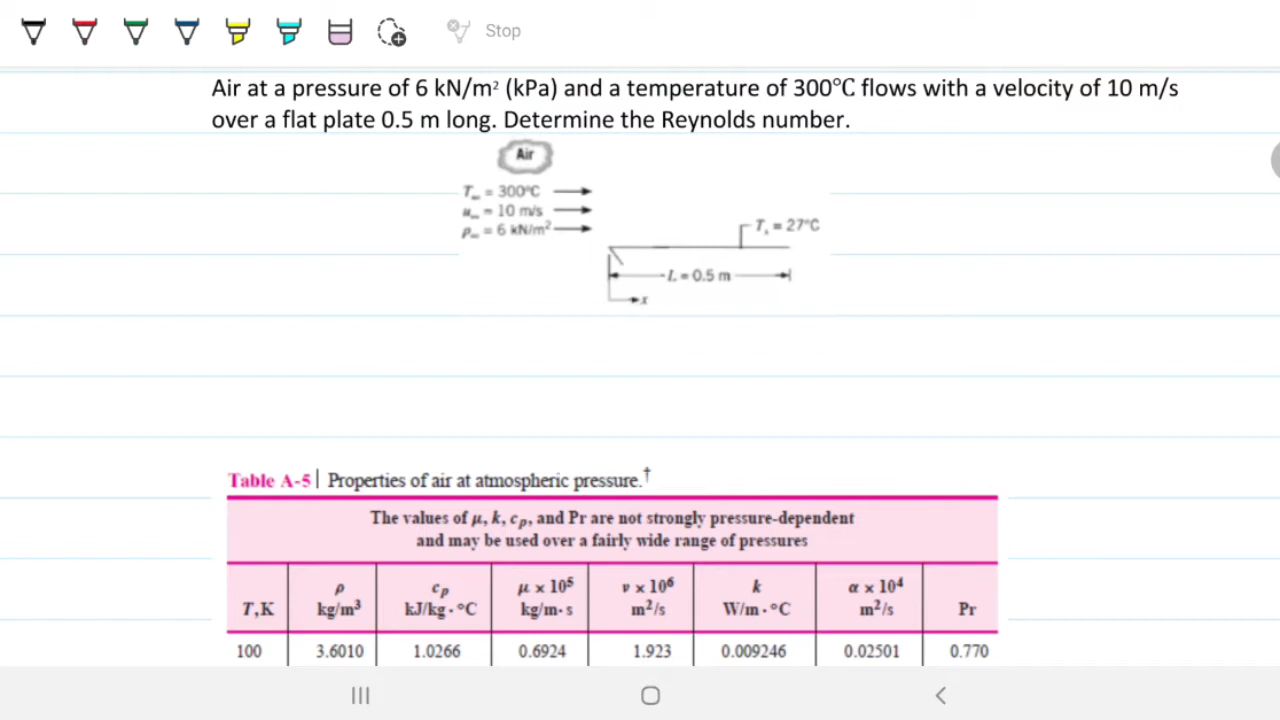 Stop
Air at a pressure of 6 kN/m² (kPa) and a temperature of 300°C flows with a velocity of 10 m/s
over a flat plate 0.5 m long. Determine the Reynolds number.
Air
T∞ = 300°C
u∞ = 10 m/s
p∞ = 6 kN/m²
Tₛ = 27°C
L = 0.5 m
x
Table A-5 | Properties of air at atmospheric pressure.†
The values of μ, k, cp, and Pr are not strongly pressure-dependent
and may be used over a fairly wide range of pressures
T, K ρ kg/m³ cp kJ/kg · °C μ x 10⁵ kg/m · s ν x 10⁶ m²/s k W/m · °C α x 10⁴ m²/s Pr
100 3.6010 1.0266 0.6924 1.923 0.009246 0.02501 0.770